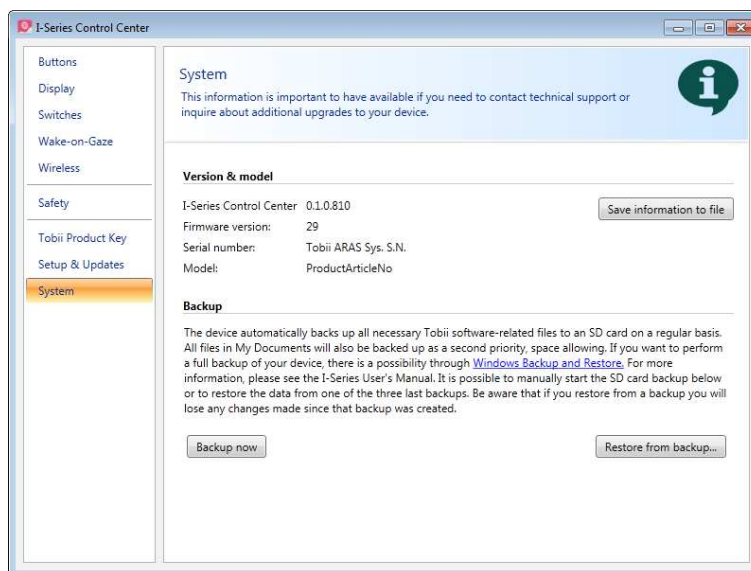 I-Series Control Center
Buttons
Display
Switches
Wake-on-Gaze
Wireless
Safety
Tobii Product Key
Setup & Updates
System
System
This information is important to have available if you need to contact technical support or
inquire about additional upgrades to your device.
Version & model
I-Series Control Center 0.1.0.810
Save information to file
Firmware version: 29
Serial number: Tobii ARAS Sys. S.N.
Model: ProductArticleNo
Backup
The device automatically backs up all necessary Tobii software-related files to an SD card on a regular basis.
All files in My Documents will also be backed up as a second priority, space allowing. If you want to perform
a full backup of your device, there is a possibility through Windows Backup and Restore. For more
information, please see the I-Series User's Manual. It is possible to manually start the SD card backup below
or to restore the data from one of the three last backups. Be aware that if you restore from a backup you will
lose any changes made since that backup was created.
Backup now
Restore from backup...